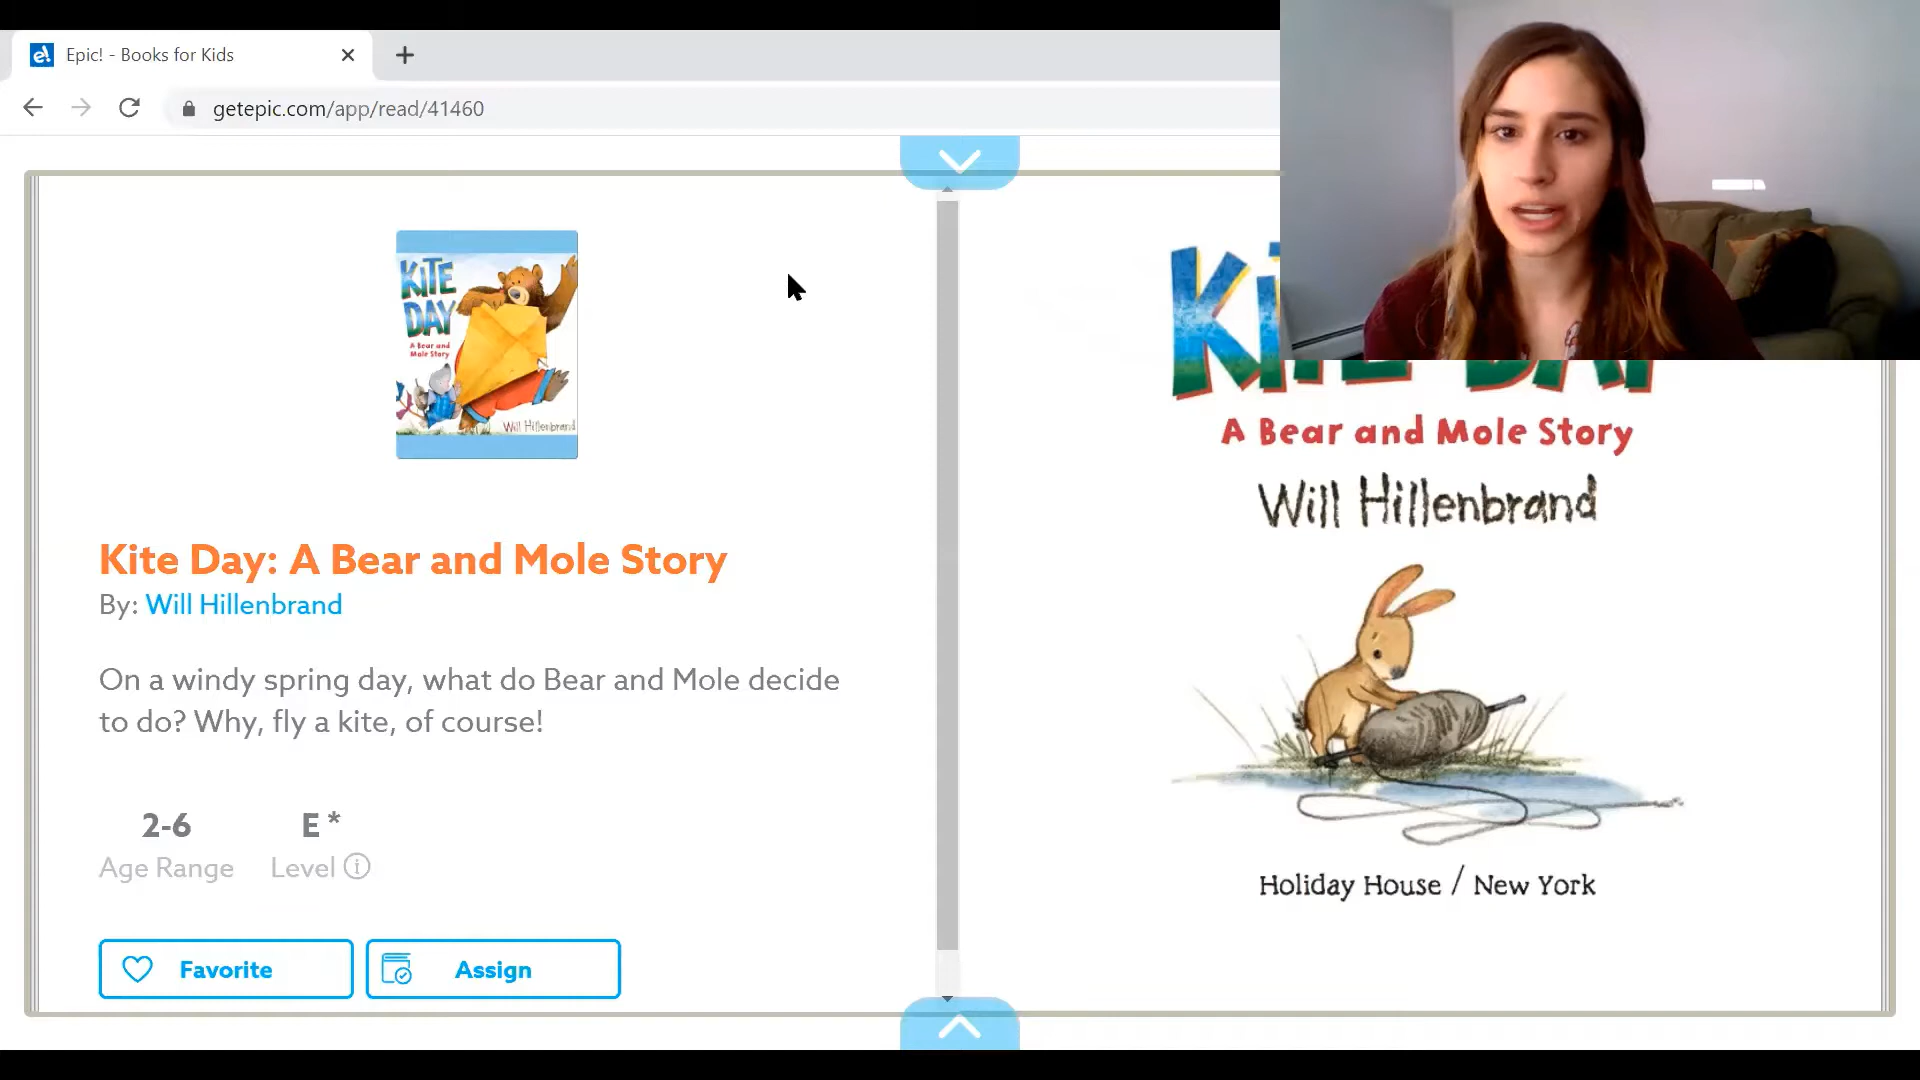 Epic! - Books for Kids
getepic.com/app/read/41460
KITE
DAY
A Bear and
Mole Story
Will Hillenbrand
Kite Day: A Bear and Mole Story
By: Will Hillenbrand
On a windy spring day, what do Bear and Mole decide
to do? Why, fly a kite, of course!
2-6
Age Range
E *
Level
Favorite
Assign
A Bear and Mole Story
Will Hillenbrand
Holiday House / New York